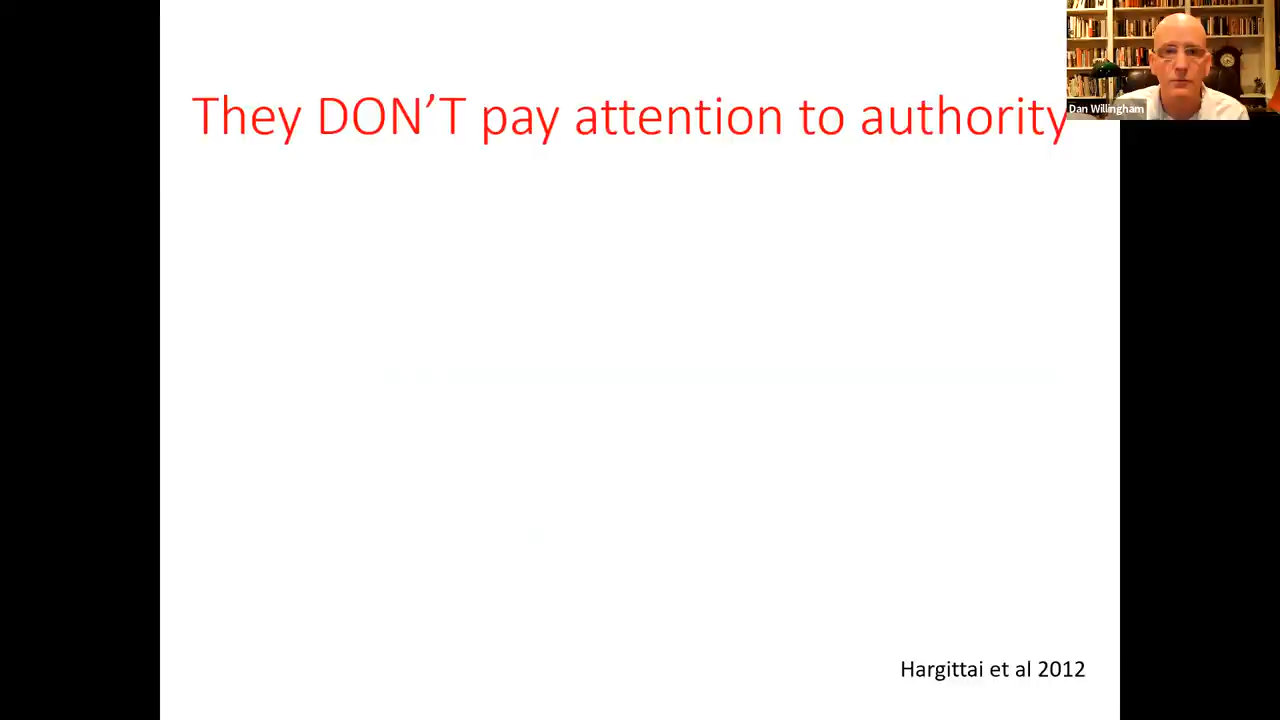 They DON’T pay attention to authority
Dan Willingham
Hargittai et al 2012